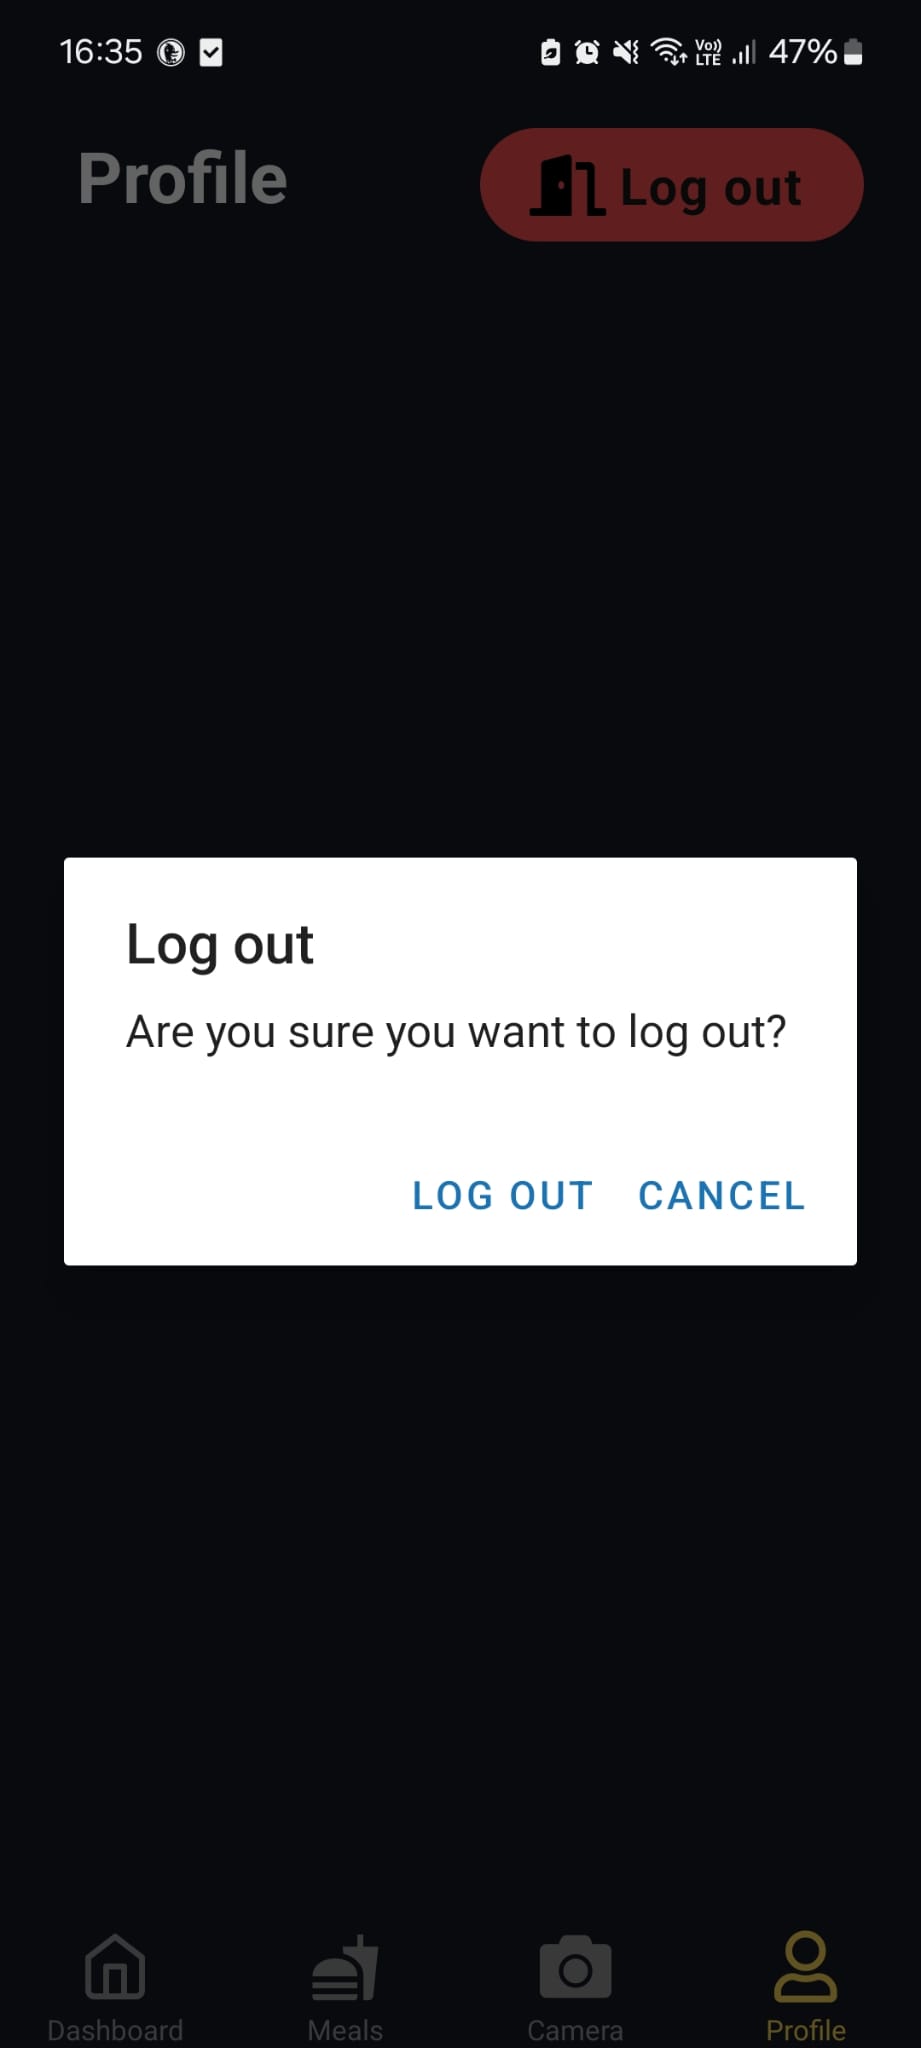 16:35 Vo)) LTE 47%
Profile
Log out
Log out
Are you sure you want to log out?
LOG OUT CANCEL
Dashboard Meals Camera Profile